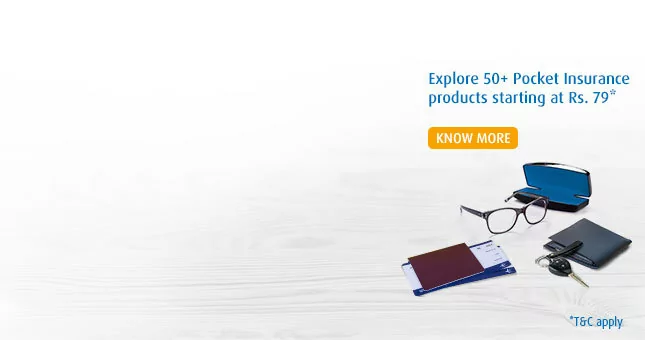 Explore 50+ Pocket Insurance
products starting at Rs. 79*
KNOW MORE
*T&C apply